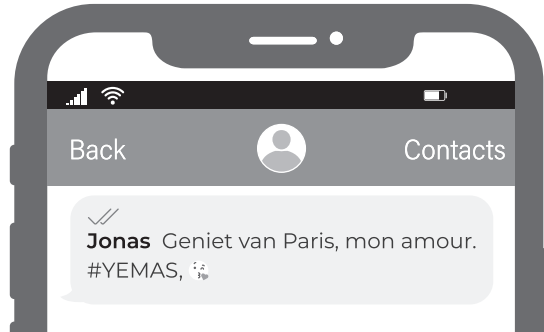 Back Contacts
Jonas Geniet van Paris, mon amour.
#YEMAS, 😘